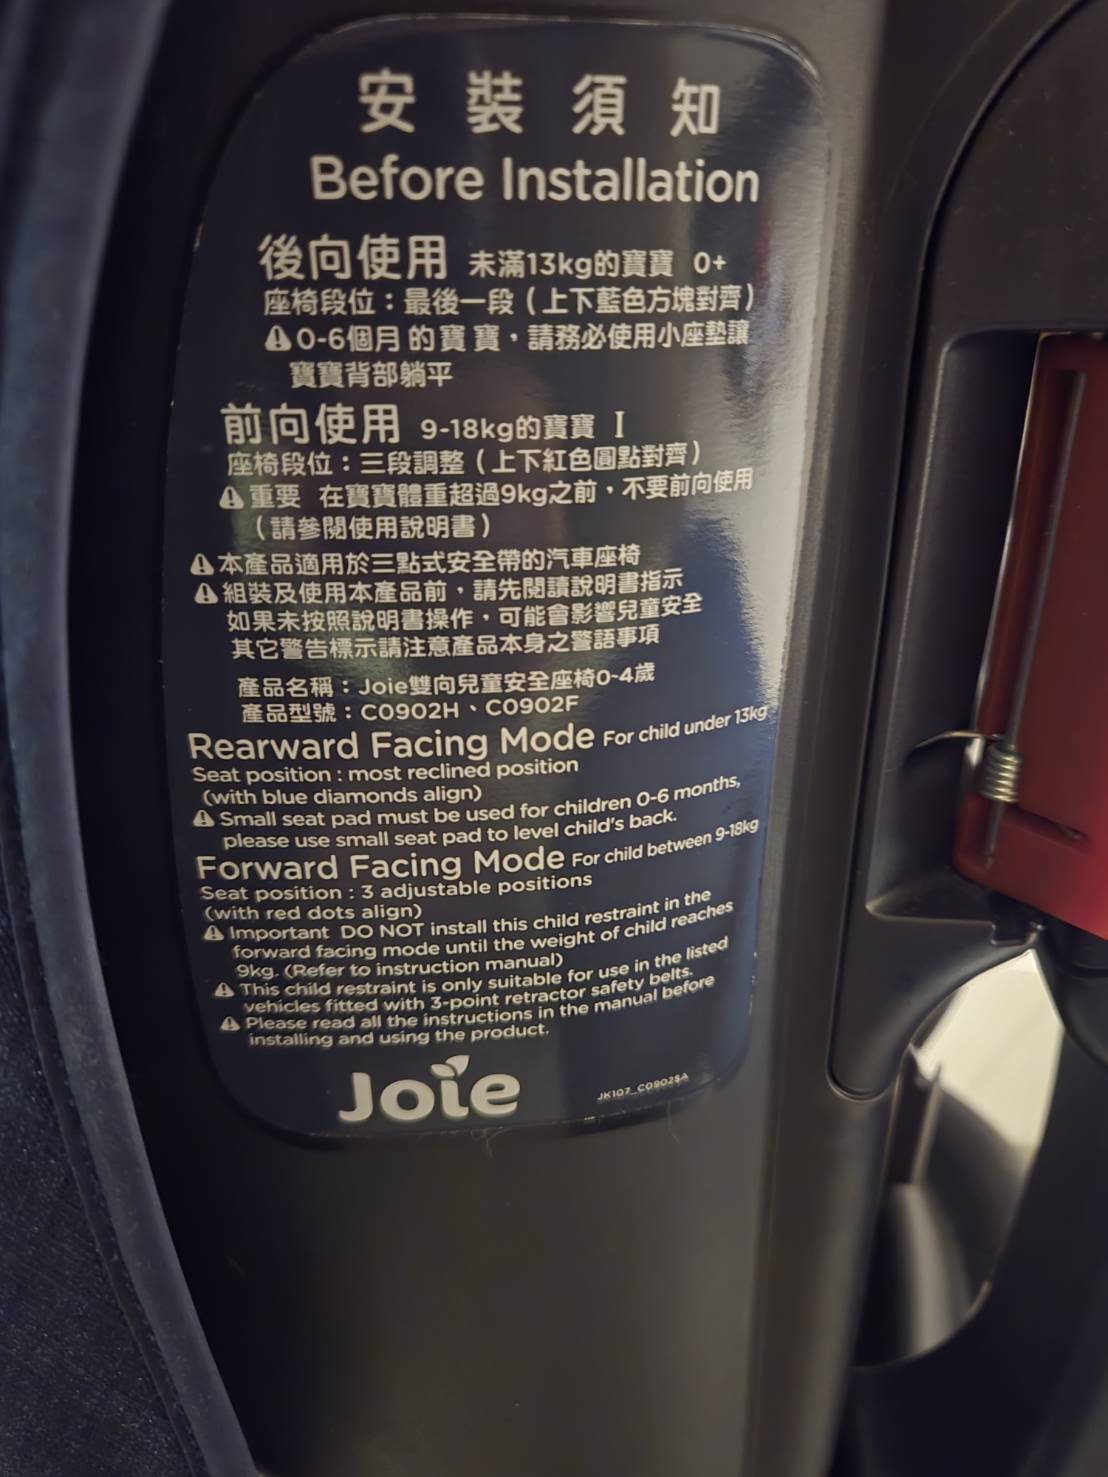 安裝須知
Before Installation
後向使用 未滿13kg的寶寶 0+
座椅段位：最後一段（上下藍色方塊對齊）
⚠0-6個月的寶寶，請務必使用小座墊讓
寶寶背部躺平
前向使用 9-18kg的寶寶 I
座椅段位：三段調整（上下紅色圓點對齊）
⚠重要 在寶寶體重超過9kg之前，不要前向使用
（請參閱使用說明書）
⚠本產品適用於三點式安全帶的汽車座椅
⚠組裝及使用本產品前，請先閱讀說明書指示
如果未按照說明書操作，可能會影響兒童安全
其它警告標示請注意產品本身之警語事項
產品名稱：Joie雙向兒童安全座椅0-4歲
產品型號：C0902H、C0902F
Rearward Facing Mode For child under 13kg
Seat position : most reclined position
(with blue diamonds align)
⚠ Small seat pad must be used for children 0-6 months,
please use small seat pad to level child's back.
Forward Facing Mode For child between 9-18kg
Seat position : 3 adjustable positions
(with red dots align)
⚠ Important DO NOT install this child restraint in the
forward facing mode until the weight of child reaches
9kg. (Refer to instruction manual)
⚠ This child restraint is only suitable for use in the listed
vehicles fitted with 3-point retractor safety belts.
⚠ Please read all the instructions in the manual before
installing and using the product.
Joie
JK107_C0902$A